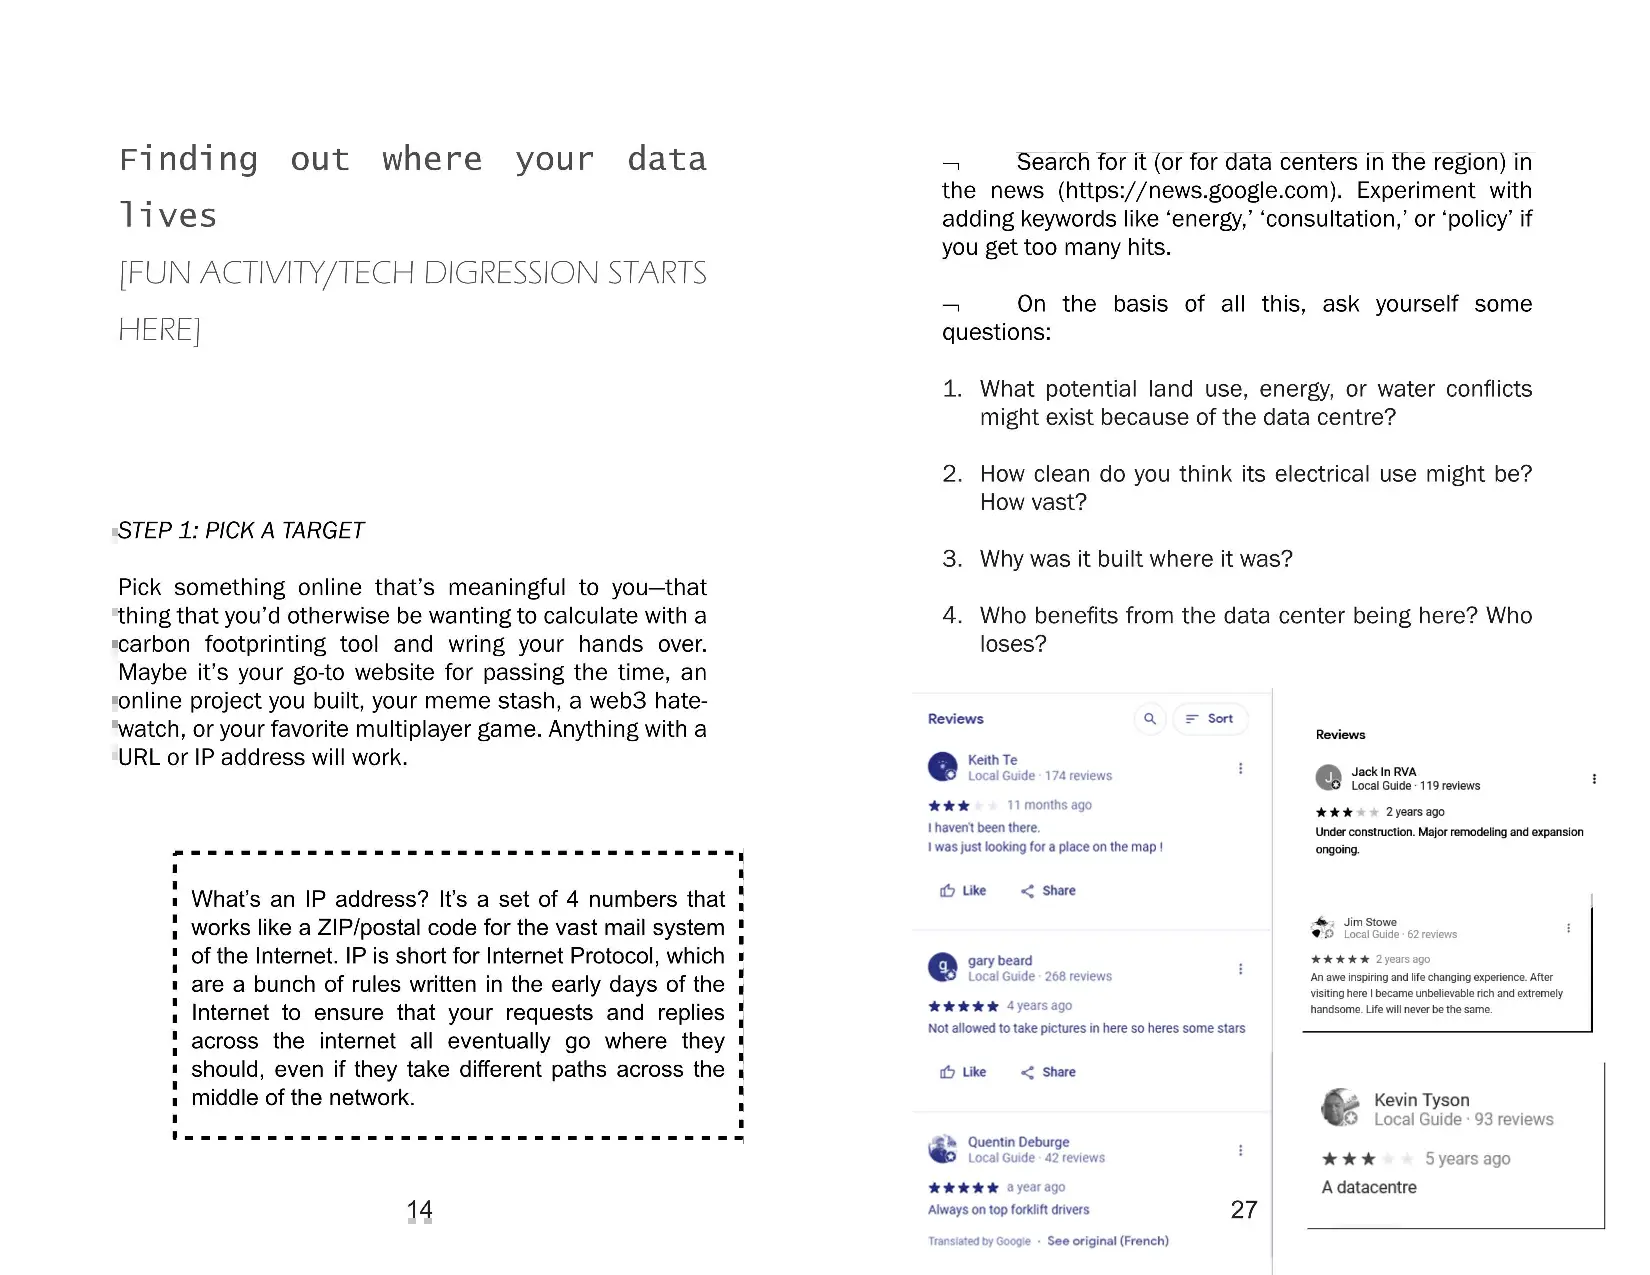 Finding out where your data
lives
[FUN ACTIVITY/TECH DIGRESSION STARTS
HERE]
STEP 1: PICK A TARGET
Pick something online that’s meaningful to you—that
thing that you’d otherwise be wanting to calculate with a
carbon footprinting tool and wring your hands over.
Maybe it’s your go-to website for passing the time, an
online project you built, your meme stash, a web3 hate-
watch, or your favorite multiplayer game. Anything with a
URL or IP address will work.
What’s an IP address? It’s a set of 4 numbers that
works like a ZIP/postal code for the vast mail system
of the Internet. IP is short for Internet Protocol, which
are a bunch of rules written in the early days of the
Internet to ensure that your requests and replies
across the internet all eventually go where they
should, even if they take different paths across the
middle of the network.
14
¬ Search for it (or for data centers in the region) in
the news (https://news.google.com). Experiment with
adding keywords like ‘energy,’ ‘consultation,’ or ‘policy’ if
you get too many hits.
¬ On the basis of all this, ask yourself some
questions:
1. What potential land use, energy, or water conflicts
might exist because of the data centre?
2. How clean do you think its electrical use might be?
How vast?
3. Why was it built where it was?
4. Who benefits from the data center being here? Who
loses?
Reviews
Sort
Keith Te
Local Guide · 174 reviews
11 months ago
I haven't been there.
I was just looking for a place on the map !
Like Share
g
gary beard
Local Guide · 268 reviews
4 years ago
Not allowed to take pictures in here so heres some stars
Like Share
Quentin Deburge
Local Guide · 42 reviews
a year ago
Always on top forklift drivers
Translated by Google · See original (French)
Reviews
J
Jack In RVA
Local Guide · 119 reviews
2 years ago
Under construction. Major remodeling and expansion
ongoing.
Jim Stowe
Local Guide · 62 reviews
2 years ago
An awe inspiring and life changing experience. After
visiting here I became unbelievable rich and extremely
handsome. Life will never be the same.
Kevin Tyson
Local Guide · 93 reviews
5 years ago
A datacentre
27